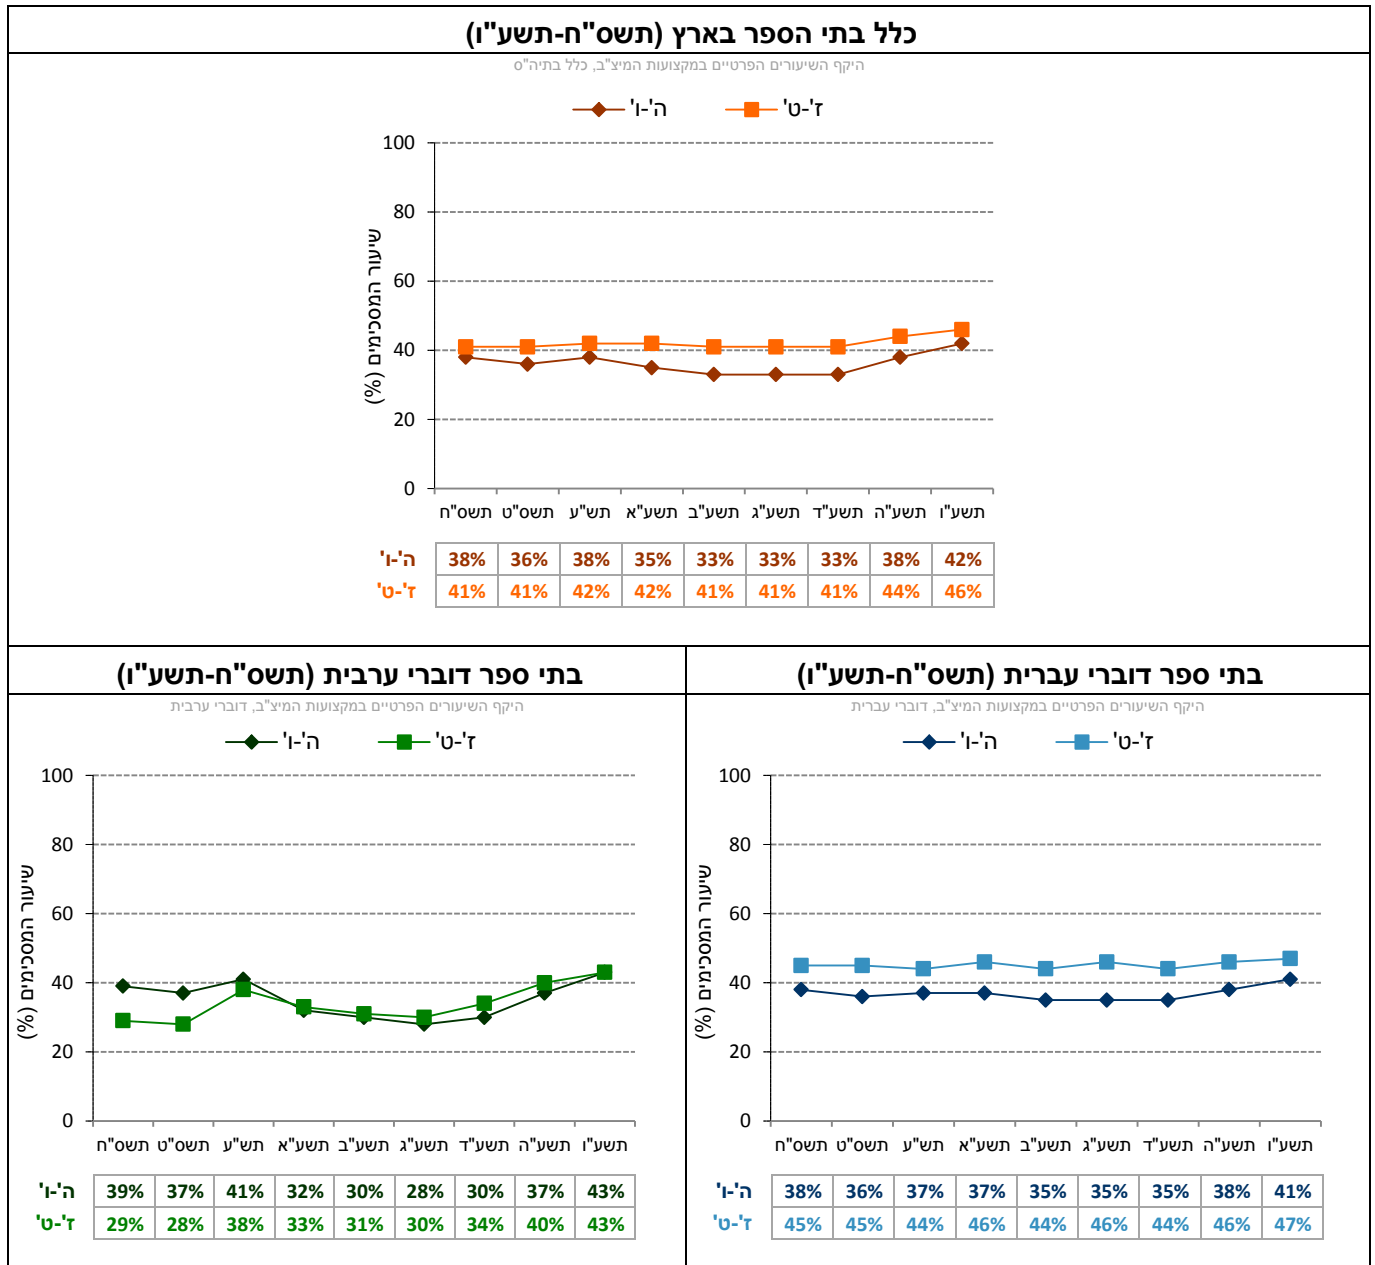 כלל בתי הספר בארץ (תשס"ח-תשע"ו)
היקף השיעורים הפרטיים במקצועות המיצ"ב, כלל בתיה"ס
ה'-ו' ז'-ט'
שיעור המסכימים (%)
100
80
60
40
20
0
תשס"ח תשס"ט תש"ע תשע"א תשע"ב תשע"ג תשע"ד תשע"ה תשע"ו
ה'-ו' 38% 36% 38% 35% 33% 33% 33% 38% 42%
ז'-ט' 41% 41% 42% 42% 41% 41% 41% 44% 46%
בתי ספר דוברי עברית (תשס"ח-תשע"ו)
היקף השיעורים הפרטיים במקצועות המיצ"ב, דוברי עברית
ה'-ו' ז'-ט'
שיעור המסכימים (%)
100
80
60
40
20
0
תשס"ח תשס"ט תש"ע תשע"א תשע"ב תשע"ג תשע"ד תשע"ה תשע"ו
ה'-ו' 38% 36% 37% 37% 35% 35% 35% 38% 41%
ז'-ט' 45% 45% 44% 46% 44% 46% 44% 46% 47%
בתי ספר דוברי ערבית (תשס"ח-תשע"ו)
היקף השיעורים הפרטיים במקצועות המיצ"ב, דוברי ערבית
ה'-ו' ז'-ט'
שיעור המסכימים (%)
100
80
60
40
20
0
תשס"ח תשס"ט תש"ע תשע"א תשע"ב תשע"ג תשע"ד תשע"ה תשע"ו
ה'-ו' 39% 37% 41% 32% 30% 28% 30% 37% 43%
ז'-ט' 29% 28% 38% 33% 31% 30% 34% 40% 43%